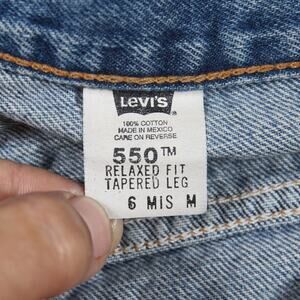 Levi's
100% COTTON
MADE IN MEXICO
CARE ON REVERSE
550™
RELAXED FIT
TAPERED LEG
6 MIS M